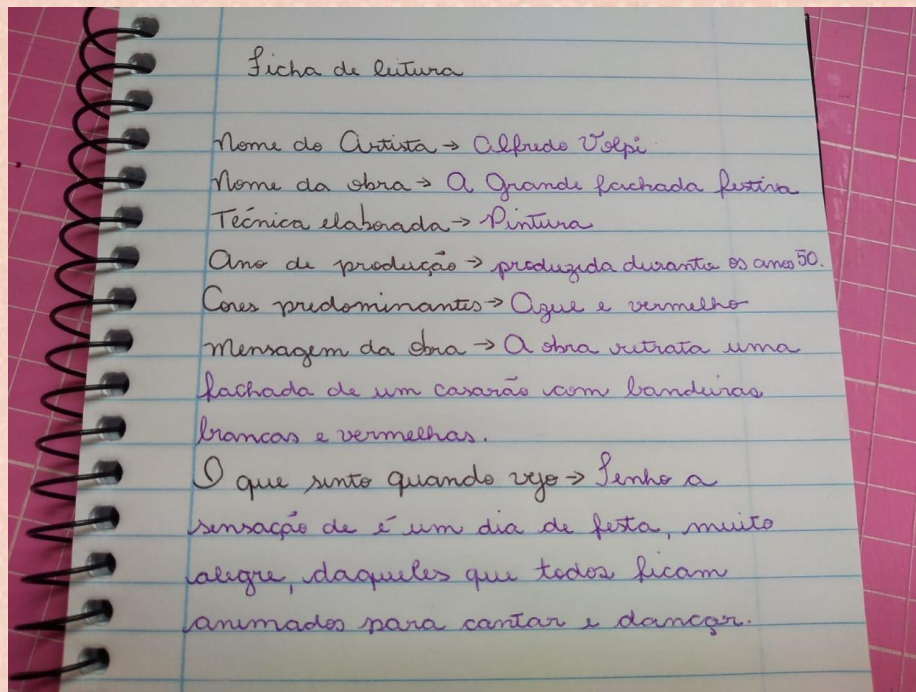 Ficha de leitura
Nome do Artista → Alfredo Volpi
Nome da obra → A Grande fachada festiva
Técnica elaborada → Pintura
Ano de produção → produzida durante os anos 50.
Cores predominantes → Azul e vermelho
Mensagem da obra → A obra retrata uma
fachada de um casarão com bandeiras
brancas e vermelhas.
O que sinto quando vejo → Tenho a
sensação de é um dia de festa, muito
alegre, daqueles que todos ficam
animados para cantar e dançar.